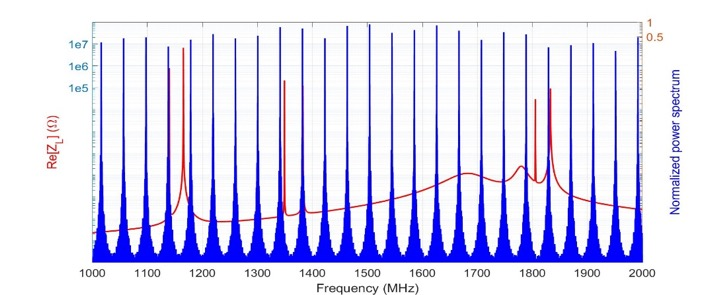 1
0.5
1e7
1e6
1e5
Re[Z_L] (Ω)
Normalized power spectrum
1000 1100 1200 1300 1400 1500 1600 1700 1800 1900 2000
Frequency (MHz)